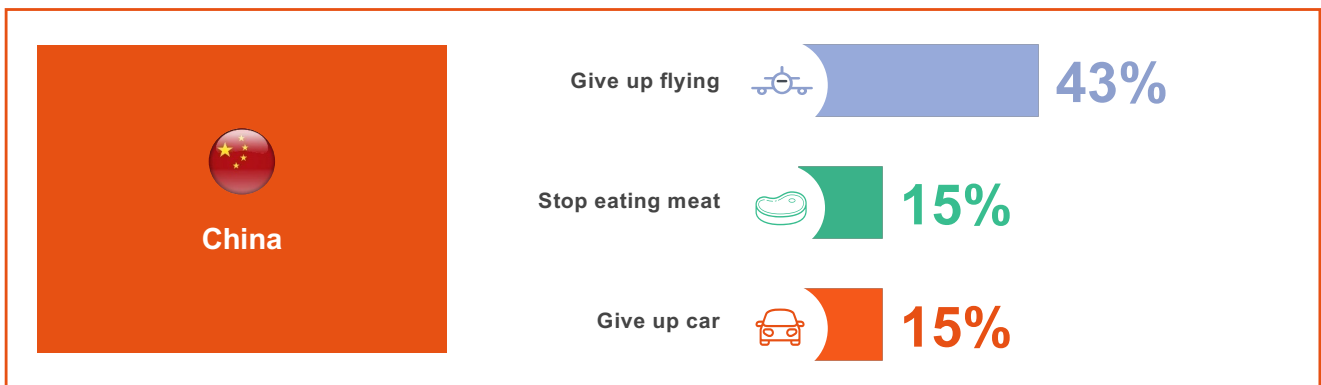 China
Give up flying
43%
Stop eating meat
15%
Give up car
15%